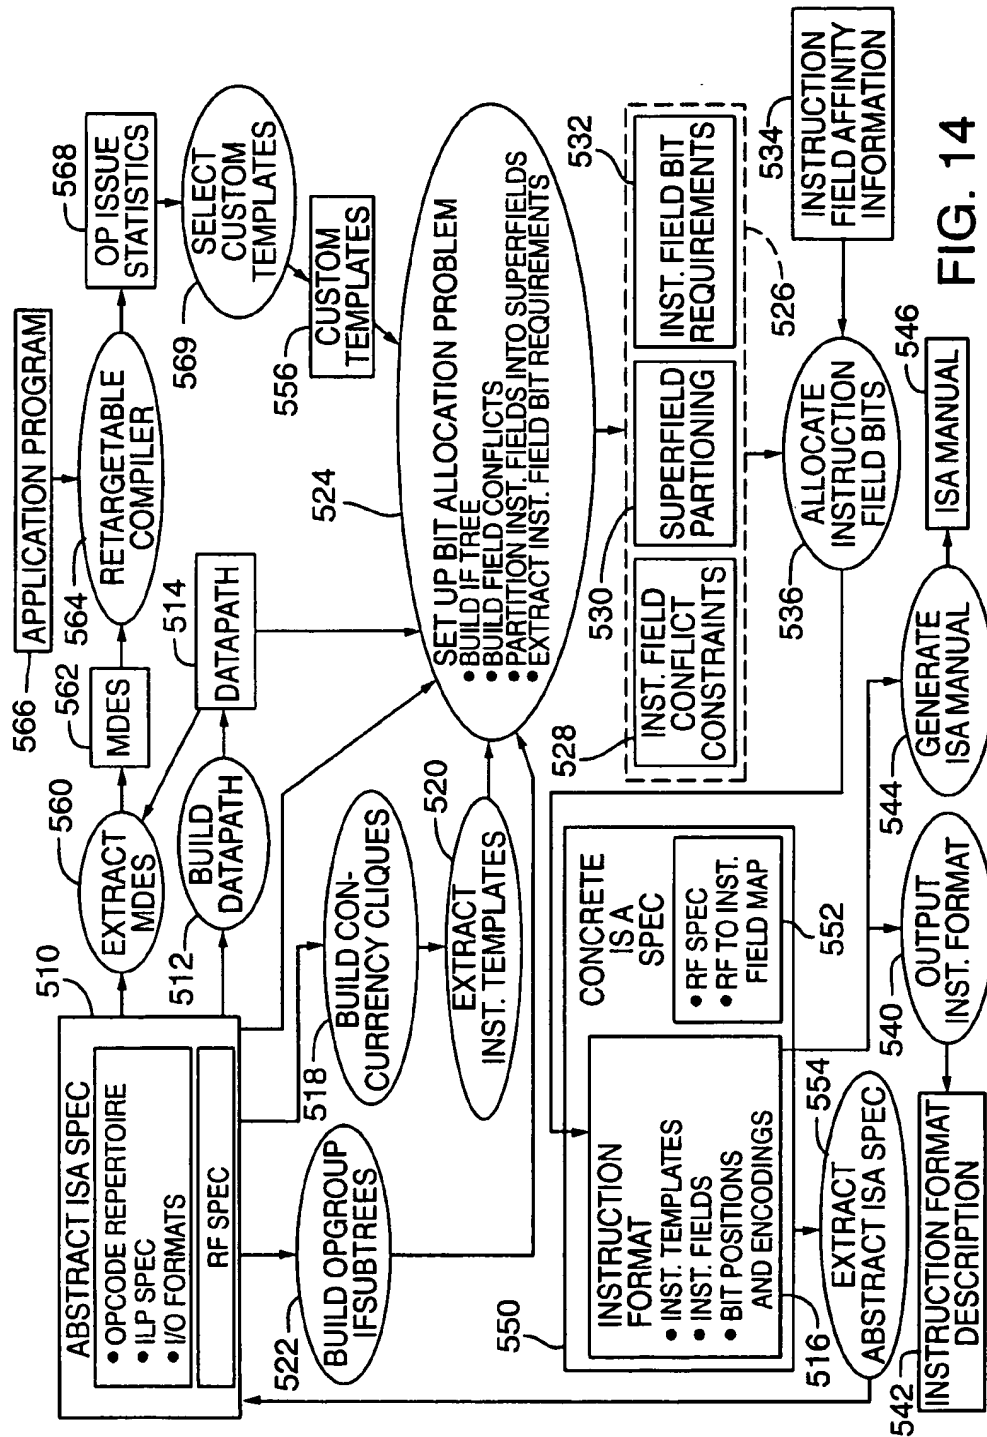 510
ABSTRACT ISA SPEC
• OPCODE REPERTOIRE
• ILP SPEC
• I/O FORMATS
RF SPEC
560
EXTRACT
MDES
562
MDES
566
APPLICATION PROGRAM
564
RETARGETABLE
COMPILER
568
OP ISSUE
STATISTICS
569
SELECT
CUSTOM
TEMPLATES
556
CUSTOM
TEMPLATES
512
BUILD
DATAPATH
514
DATAPATH
522
BUILD OPGROUP
IFSUBTREES
518
BUILD CON-
CURRENCY CLIQUES
520
EXTRACT
INST. TEMPLATES
524
SET UP BIT ALLOCATION PROBLEM
• BUILD IF TREE
• BUILD FIELD CONFLICTS
• PARTITION INST. FIELDS INTO SUPERFIELDS
• EXTRACT INST. FIELD BIT REQUIREMENTS
528
INST. FIELD
CONFLICT
CONSTRAINTS
530
SUPERFIELD
PARTIONING
532
INST. FIELD BIT
REQUIREMENTS
526
534
INSTRUCTION
FIELD AFFINITY
INFORMATION
536
ALLOCATE
INSTRUCTION
FIELD BITS
550
CONCRETE
IS A
SPEC
INSTRUCTION
FORMAT
• INST. TEMPLATES
• INST. FIELDS
• BIT POSITIONS
AND ENCODINGS
516
• RF SPEC
• RF TO INST.
FIELD MAP
552
554
EXTRACT
ABSTRACT ISA SPEC
540
OUTPUT
INST. FORMAT
542
INSTRUCTION FORMAT
DESCRIPTION
544
GENERATE
ISA MANUAL
546
ISA MANUAL
FIG. 14